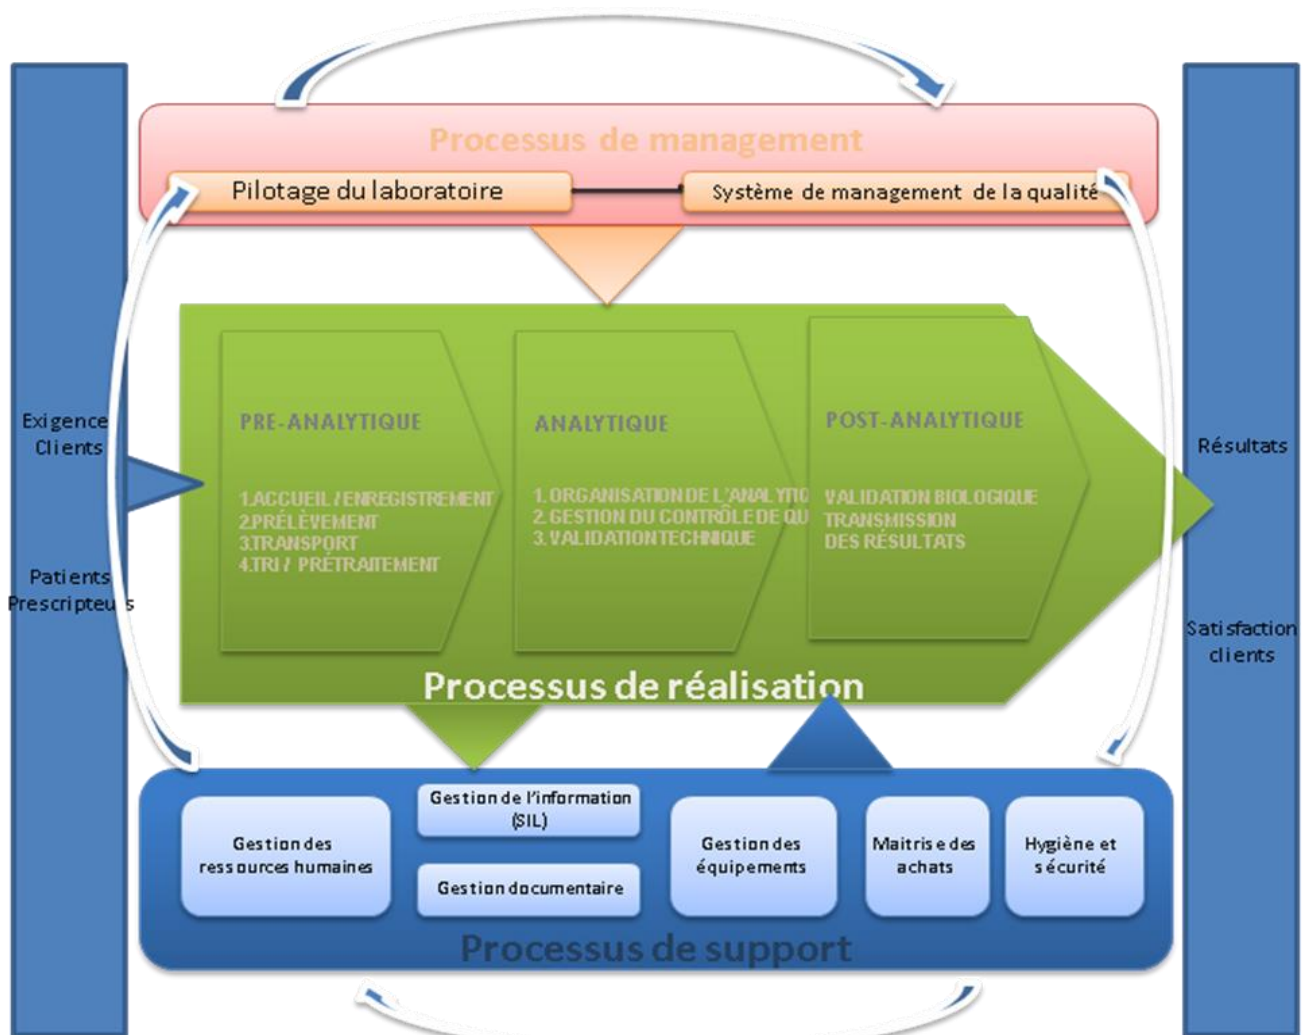 Processus de management
Pilotage du laboratoire
Système de management de la qualité
Exigence
Clients
Patients
Prescripteurs
PRE-ANALYTIQUE
1.ACCUEIL / ENREGISTREMENT
2.PRÉLÈVEMENT
3.TRANSPORT
4.TRI / PRÉTRAITEMENT
ANALYTIQUE
1. ORGANISATION DE L'ANALYTIQ
2. GESTION DU CONTRÔLE DE QU
3. VALIDATION TECHNIQUE
POST-ANALYTIQUE
VALIDATION BIOLOGIQUE
TRANSMISSION
DES RÉSULTATS
Processus de réalisation
Résultats
Satisfaction
clients
Gestion des
ressources humaines
Gestion de l'information
(SIL)
Gestion documentaire
Gestion des
équipements
Maitrise des
achats
Hygiène et
sécurité
Processus de support